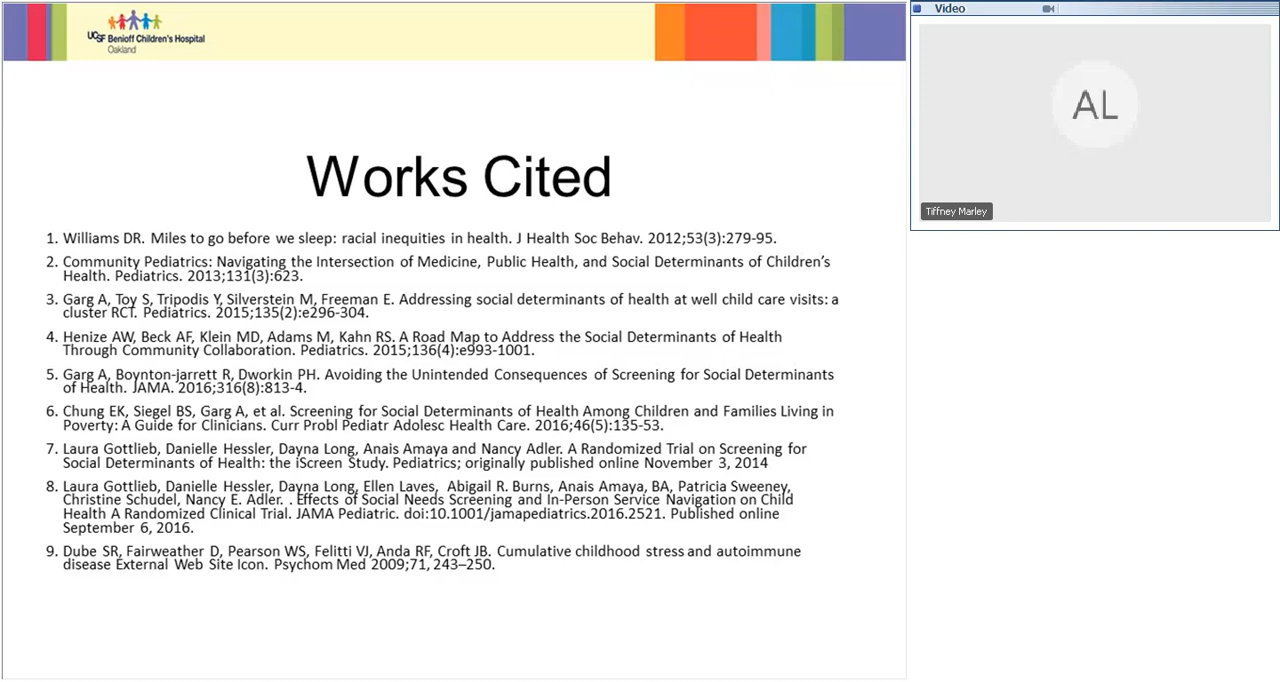 UCSF Benioff Children's Hospital
Oakland
Video
AL
Tiffney Marley
Works Cited
1. Williams DR. Miles to go before we sleep: racial inequities in health. J Health Soc Behav. 2012;53(3):279-95.
2. Community Pediatrics: Navigating the Intersection of Medicine, Public Health, and Social Determinants of Children’s
Health. Pediatrics. 2013;131(3):623.
3. Garg A, Toy S, Tripodis Y, Silverstein M, Freeman E. Addressing social determinants of health at well child care visits: a
cluster RCT. Pediatrics. 2015;135(2):e296-304.
4. Henize AW, Beck AF, Klein MD, Adams M, Kahn RS. A Road Map to Address the Social Determinants of Health
Through Community Collaboration. Pediatrics. 2015;136(4):e993-1001.
5. Garg A, Boynton-jarrett R, Dworkin PH. Avoiding the Unintended Consequences of Screening for Social Determinants
of Health. JAMA. 2016;316(8):813-4.
6. Chung EK, Siegel BS, Garg A, et al. Screening for Social Determinants of Health Among Children and Families Living in
Poverty: A Guide for Clinicians. Curr Probl Pediatr Adolesc Health Care. 2016;46(5):135-53.
7. Laura Gottlieb, Danielle Hessler, Dayna Long, Anais Amaya and Nancy Adler. A Randomized Trial on Screening for
Social Determinants of Health: the iScreen Study. Pediatrics; originally published online November 3, 2014
8. Laura Gottlieb, Danielle Hessler, Dayna Long, Ellen Laves, Abigail R. Burns, Anais Amaya, BA, Patricia Sweeney,
Christine Schudel, Nancy E. Adler. . Effects of Social Needs Screening and In-Person Service Navigation on Child
Health A Randomized Clinical Trial. JAMA Pediatric. doi:10.1001/jamapediatrics.2016.2521. Published online
September 6, 2016.
9. Dube SR, Fairweather D, Pearson WS, Felitti VJ, Anda RF, Croft JB. Cumulative childhood stress and autoimmune
disease External Web Site Icon. Psychom Med 2009;71, 243–250.